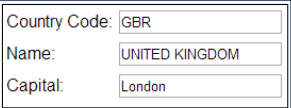 Country Code: GBR
Name: UNITED KINGDOM
Capital: London